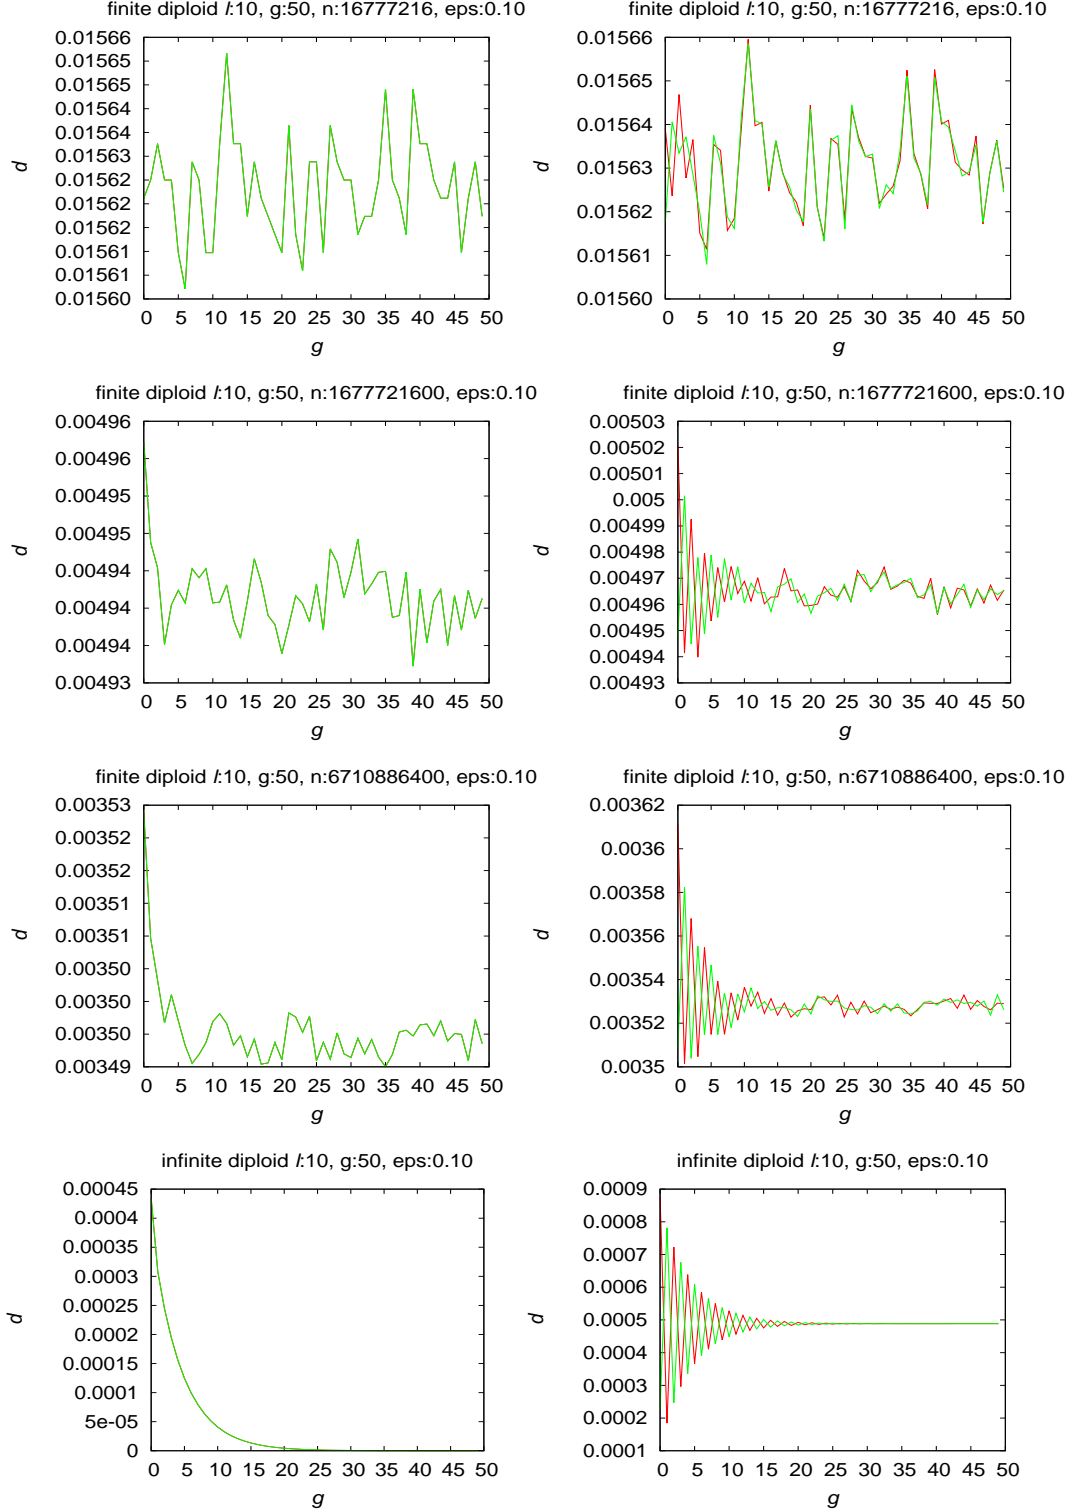 finite diploid l:10, g:50, n:16777216, eps:0.10
0.01566
0.01565
0.01565
0.01564
0.01564
0.01563
0.01563
0.01562
0.01562
0.01561
0.01561
0.01560
d
0 5 10 15 20 25 30 35 40 45 50
g
finite diploid l:10, g:50, n:16777216, eps:0.10
0.01566
0.01565
0.01564
0.01563
0.01562
0.01561
0.01560
d
0 5 10 15 20 25 30 35 40 45 50
g
finite diploid l:10, g:50, n:1677721600, eps:0.10
0.00496
0.00496
0.00495
0.00495
0.00494
0.00494
0.00494
0.00493
d
0 5 10 15 20 25 30 35 40 45 50
g
finite diploid l:10, g:50, n:1677721600, eps:0.10
0.00503
0.00502
0.00501
0.005
0.00499
0.00498
0.00497
0.00496
0.00495
0.00494
0.00493
d
0 5 10 15 20 25 30 35 40 45 50
g
finite diploid l:10, g:50, n:6710886400, eps:0.10
0.00353
0.00352
0.00352
0.00351
0.00351
0.00350
0.00350
0.00350
0.00349
d
0 5 10 15 20 25 30 35 40 45 50
g
finite diploid l:10, g:50, n:6710886400, eps:0.10
0.00362
0.0036
0.00358
0.00356
0.00354
0.00352
0.0035
d
0 5 10 15 20 25 30 35 40 45 50
g
infinite diploid l:10, g:50, eps:0.10
0.00045
0.0004
0.00035
0.0003
0.00025
0.0002
0.00015
0.0001
5e-05
0
d
0 5 10 15 20 25 30 35 40 45 50
g
infinite diploid l:10, g:50, eps:0.10
0.0009
0.0008
0.0007
0.0006
0.0005
0.0004
0.0003
0.0002
0.0001
d
0 5 10 15 20 25 30 35 40 45 50
g